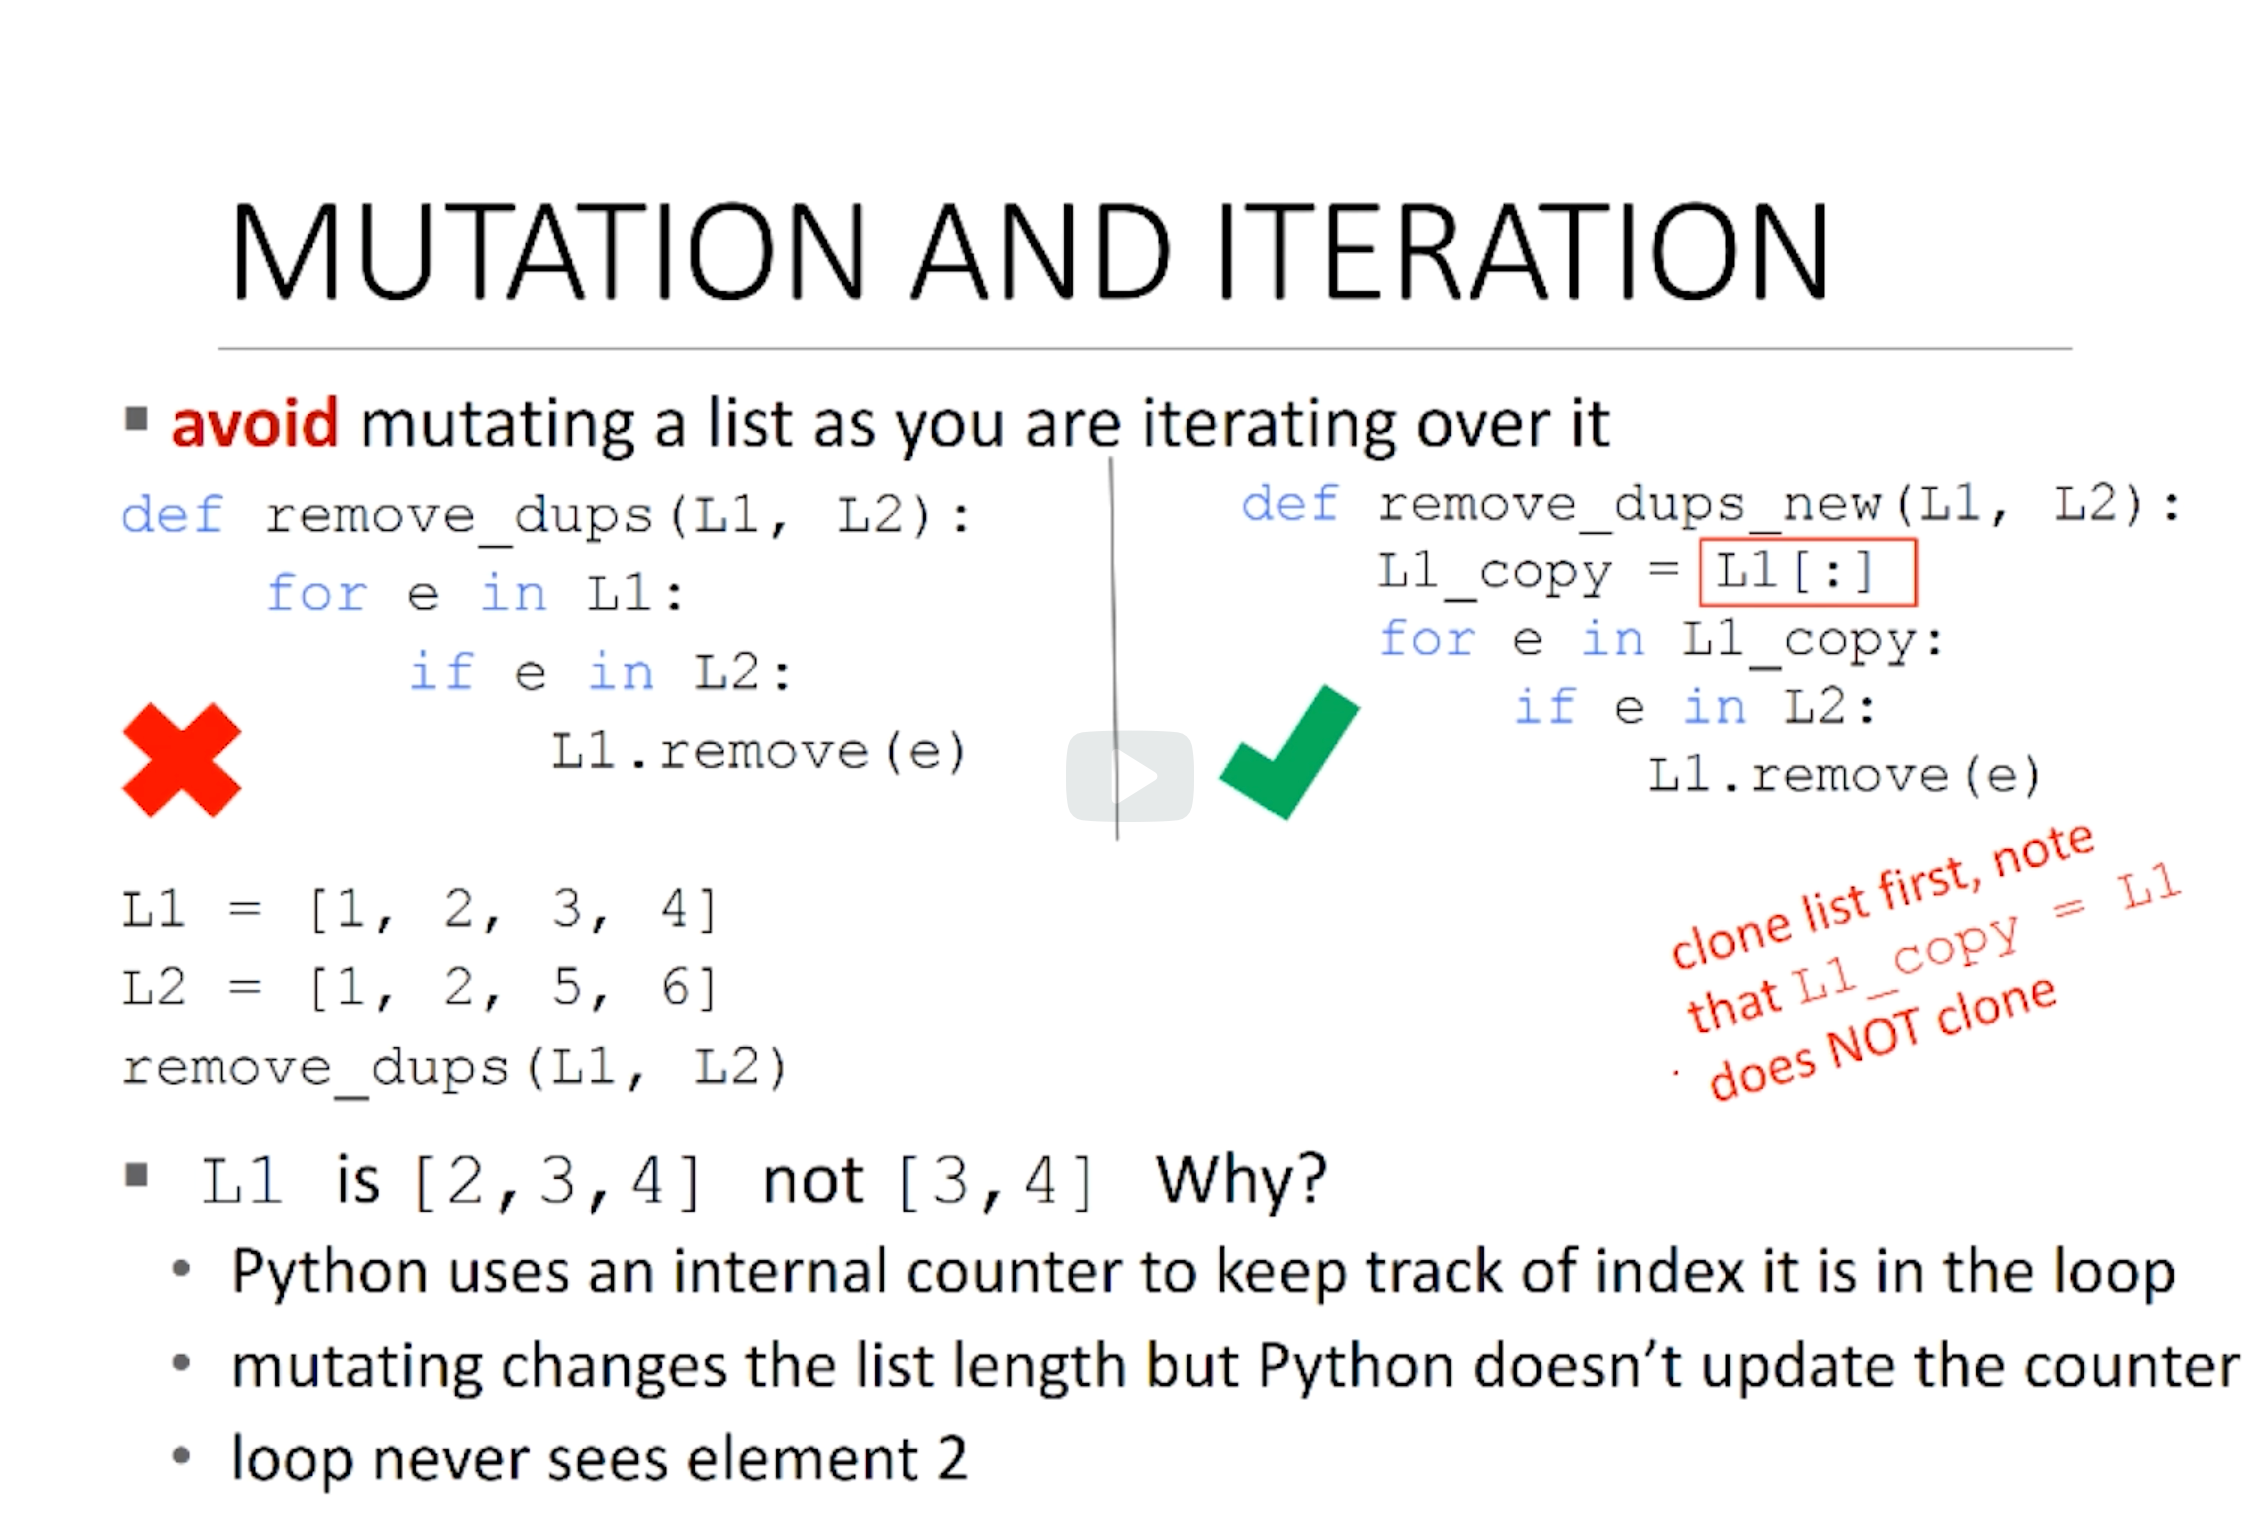 MUTATION AND ITERATION
▪ avoid mutating a list as you are iterating over it
def remove_dups(L1, L2):
    for e in L1:
        if e in L2:
            L1.remove(e)
def remove_dups_new(L1, L2):
    L1_copy = L1[:]
    for e in L1_copy:
        if e in L2:
            L1.remove(e)
clone list first, note
that L1_copy = L1
does NOT clone
L1 = [1, 2, 3, 4]
L2 = [1, 2, 5, 6]
remove_dups(L1, L2)
▪ L1 is [2,3,4] not [3,4] Why?
• Python uses an internal counter to keep track of index it is in the loop
• mutating changes the list length but Python doesn’t update the counter
• loop never sees element 2